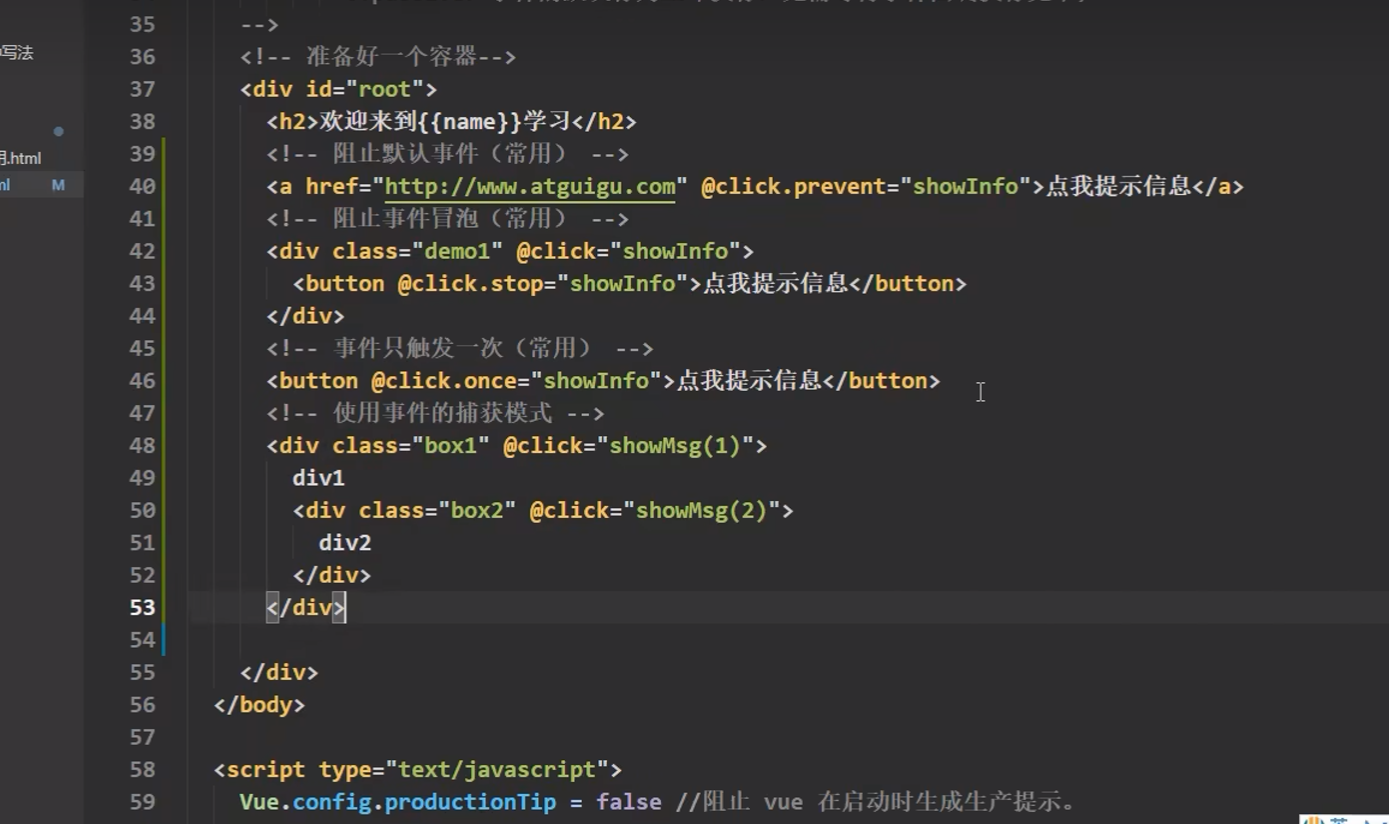 写法
.html
ml M
35 -->
36 <!-- 准备好一个容器-->
37 <div id="root">
38 <h2>欢迎来到{{name}}学习</h2>
39 <!-- 阻止默认事件（常用） -->
40 <a href="http://www.atguigu.com" @click.prevent="showInfo">点我提示信息</a>
41 <!-- 阻止事件冒泡（常用） -->
42 <div class="demo1" @click="showInfo">
43 <button @click.stop="showInfo">点我提示信息</button>
44 </div>
45 <!-- 事件只触发一次（常用） -->
46 <button @click.once="showInfo">点我提示信息</button>
47 <!-- 使用事件的捕获模式 -->
48 <div class="box1" @click="showMsg(1)">
49 div1
50 <div class="box2" @click="showMsg(2)">
51 div2
52 </div>
53 </div>
54
55 </div>
56 </body>
57
58 <script type="text/javascript">
59 Vue.config.productionTip = false //阻止 vue 在启动时生成生产提示。